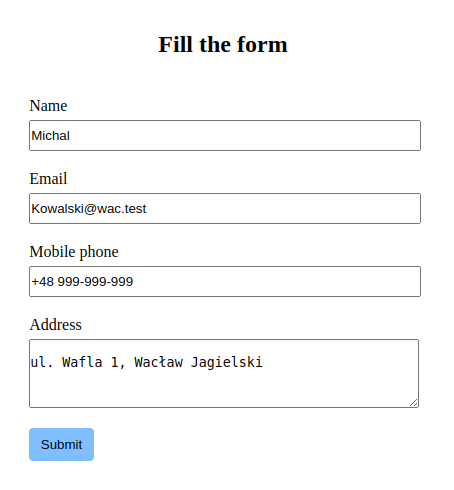 Fill the form
Name
Michal
Email
Kowalski@wac.test
Mobile phone
+48 999-999-999
Address
ul. Wafla 1, Wacław Jagielski
Submit